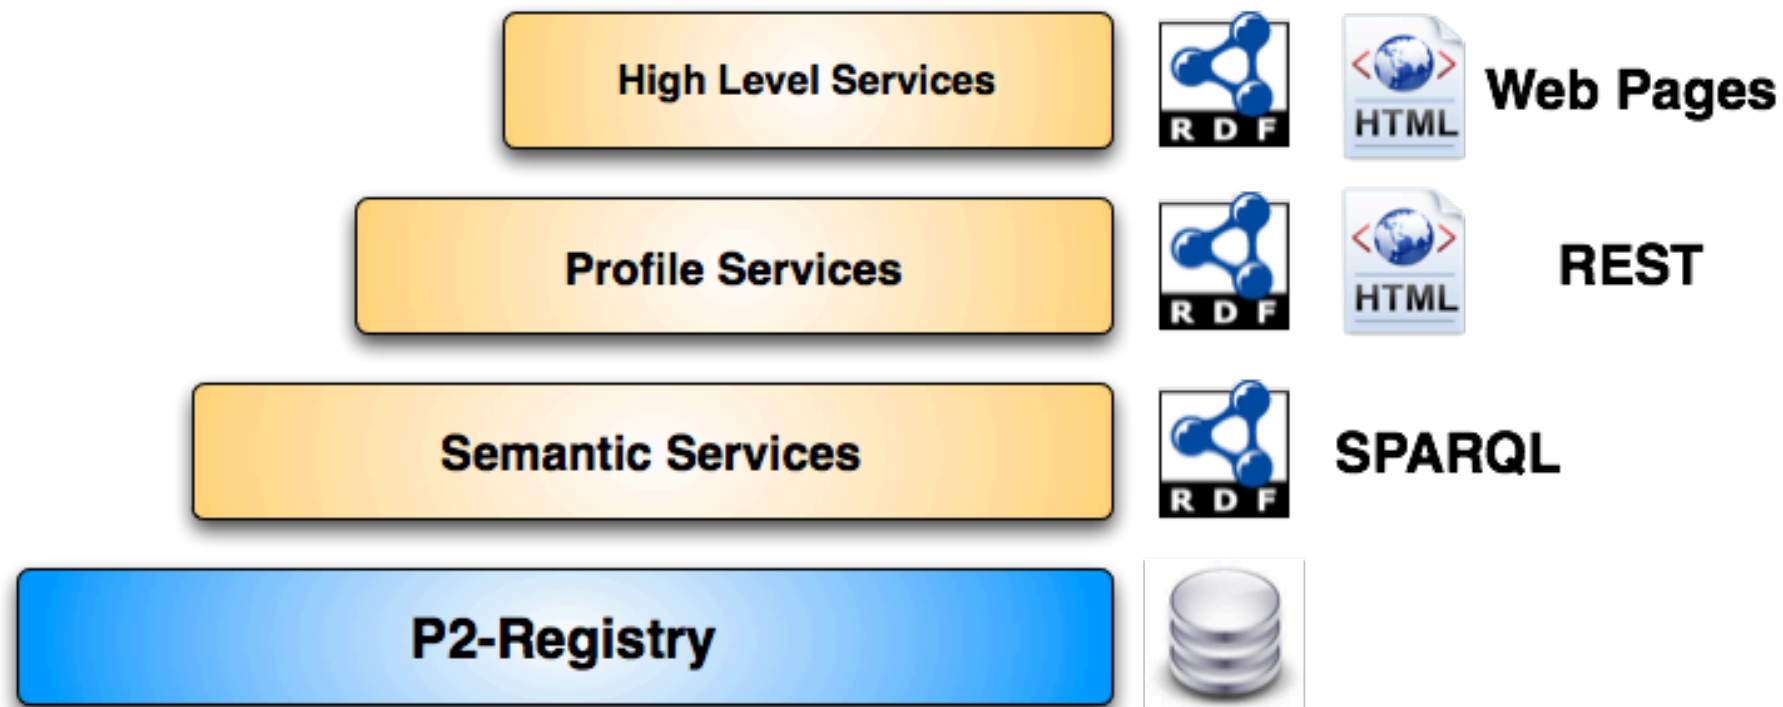 High Level Services
RDF
< >
HTML
Web Pages
Profile Services
RDF
< >
HTML
REST
Semantic Services
RDF
SPARQL
P2-Registry